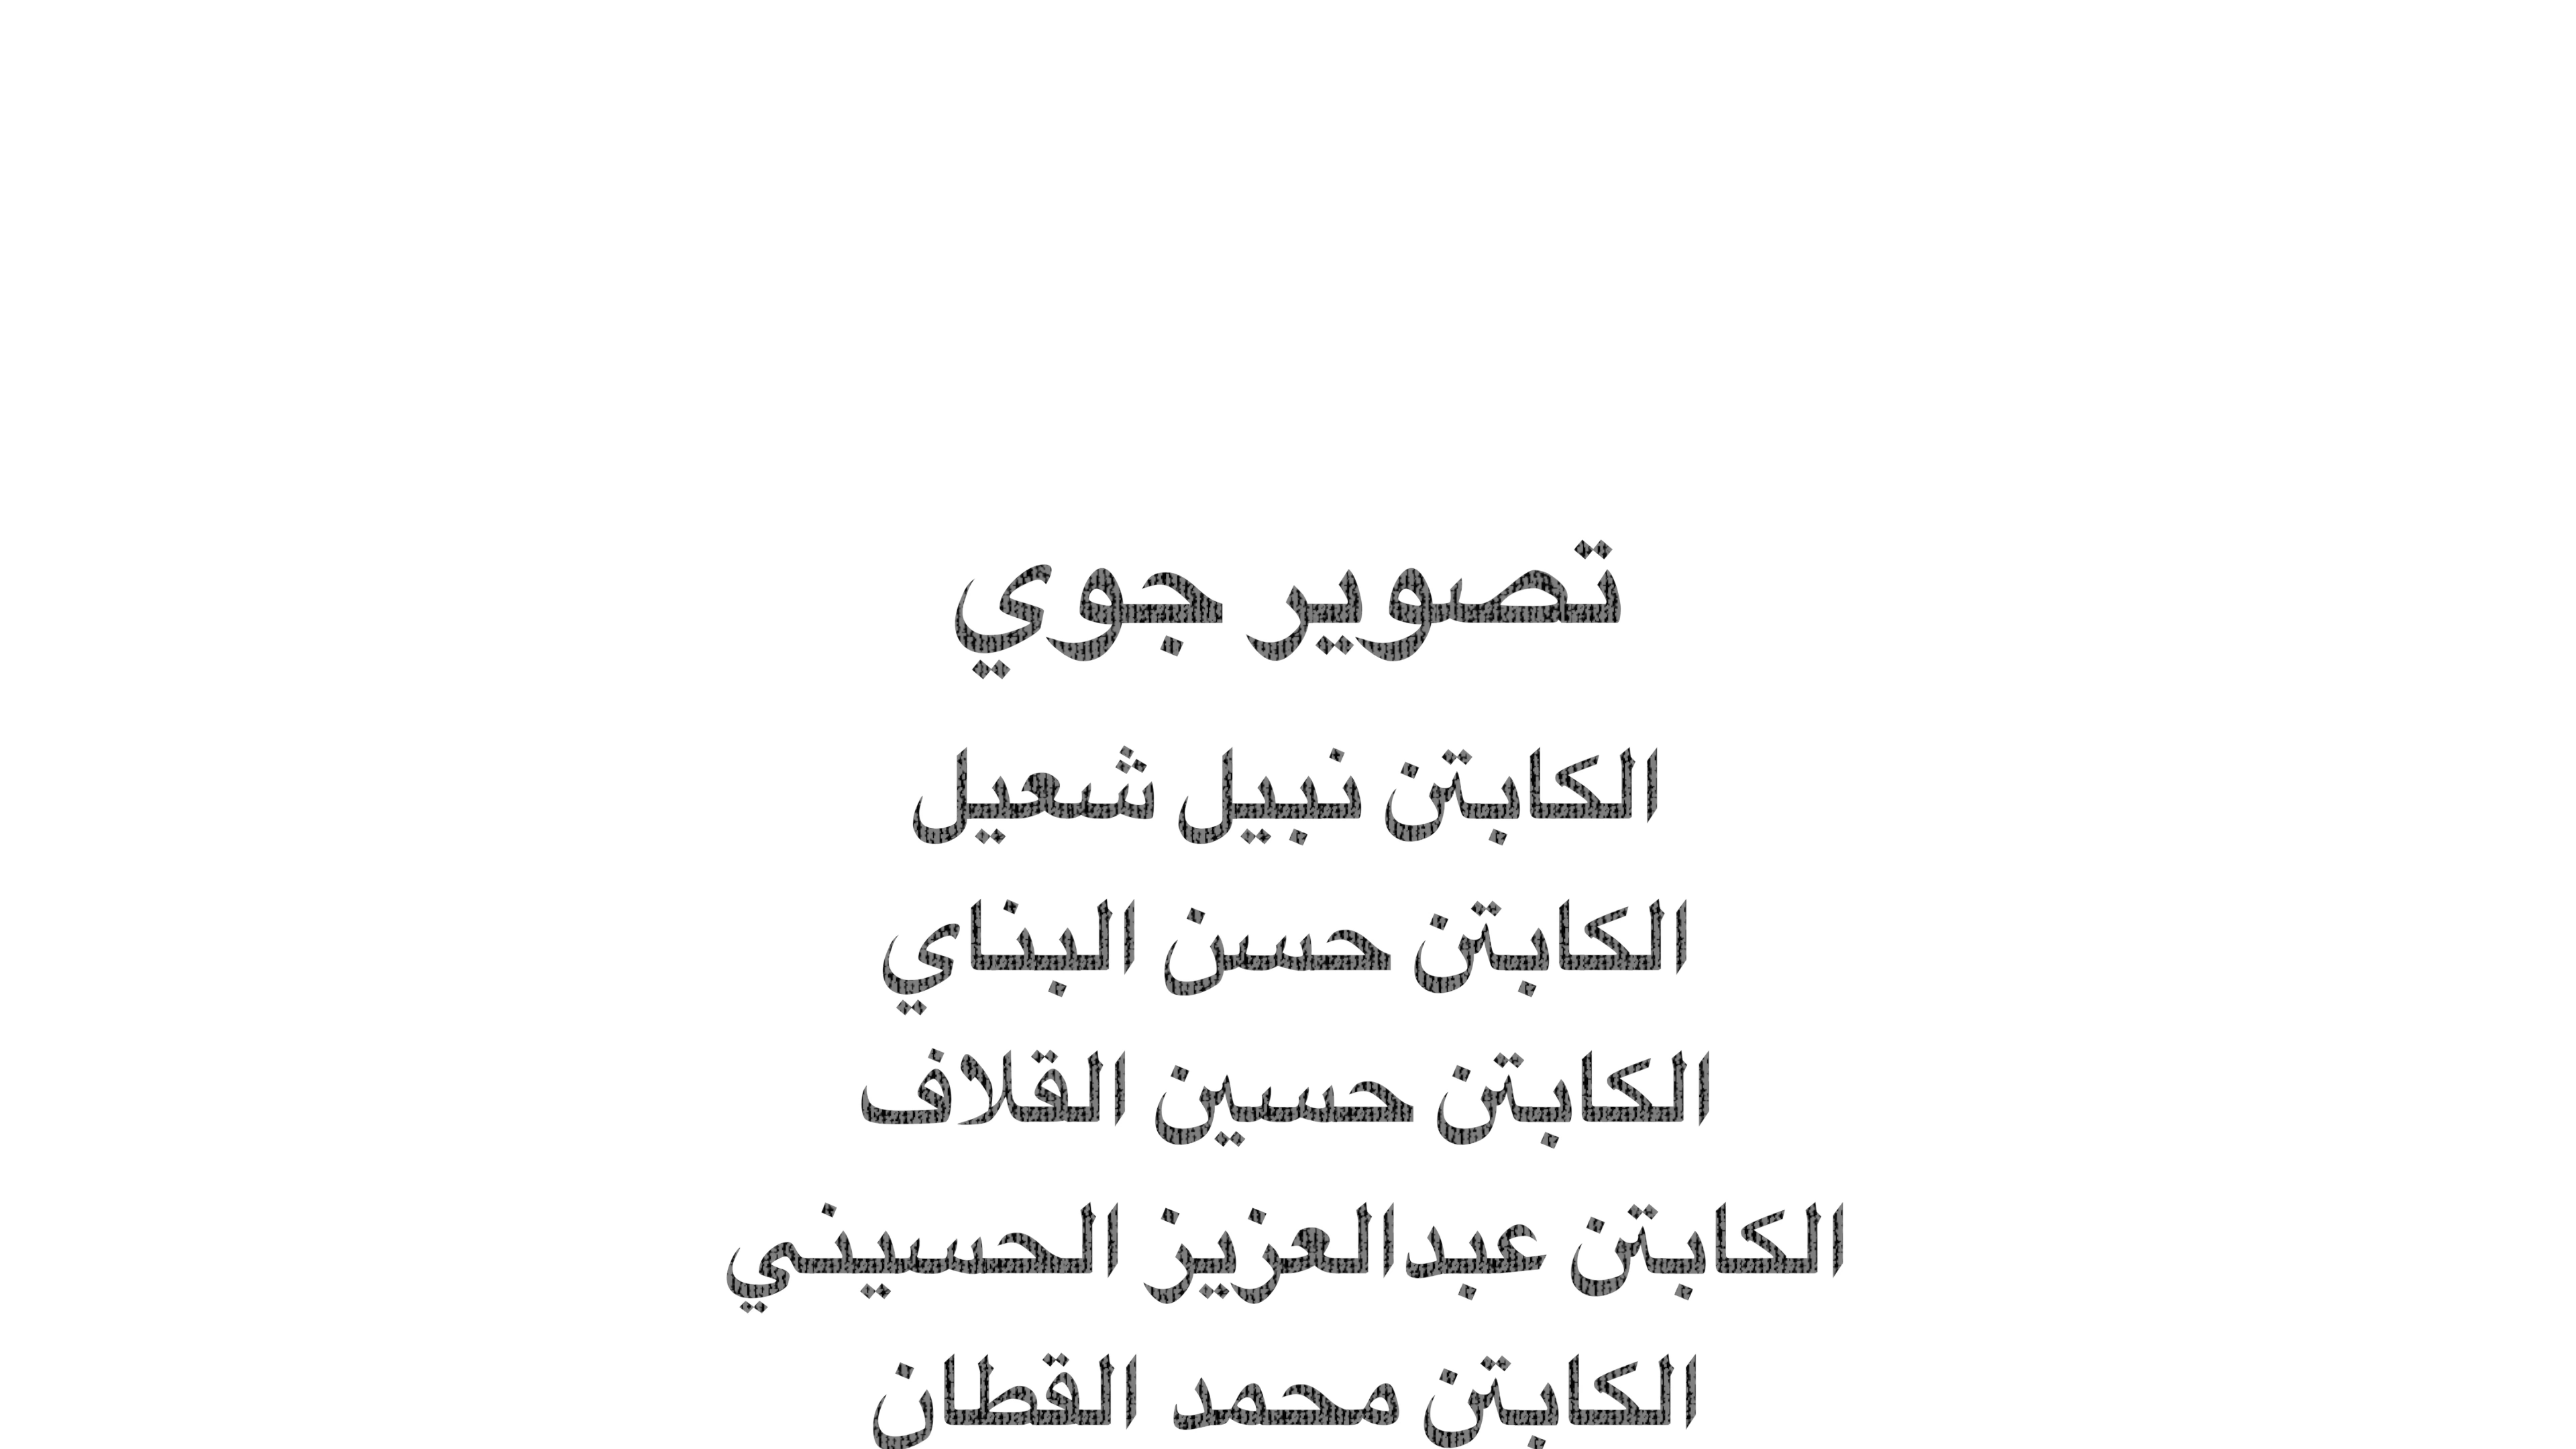 تصوير جوي
الكابتن نبيل شعيل
الكابتن حسن البناي
الكابتن حسين القلاف
الكابتن عبدالعزيز الحسيني
الكابتن محمد القطان